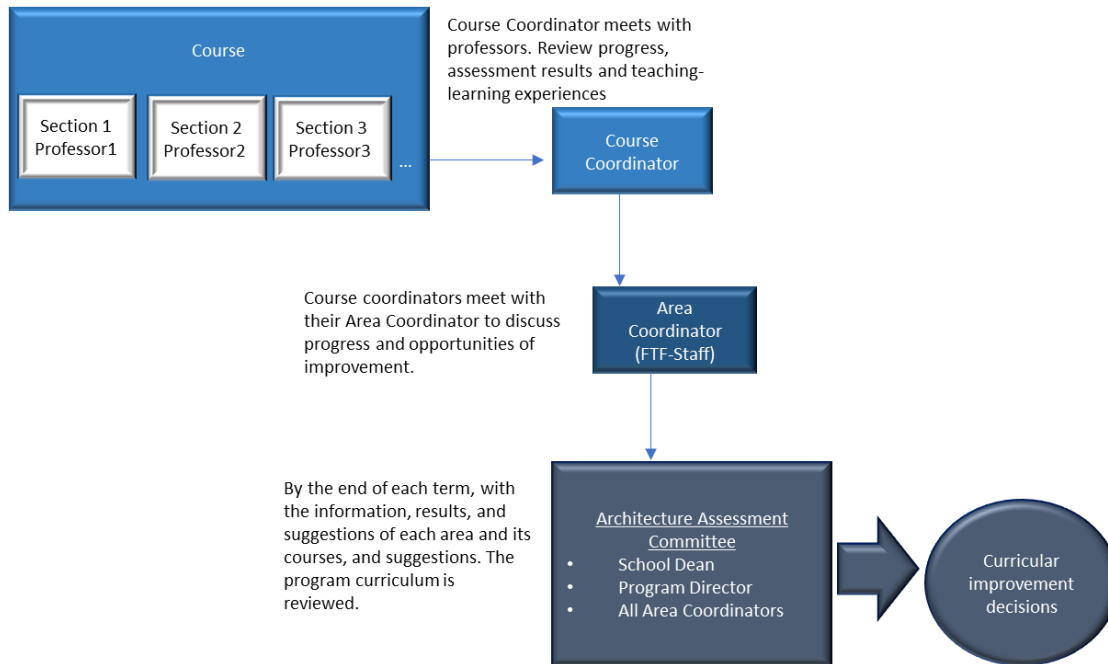 Course
Section 1
Professor1
Section 2
Professor2
Section 3
Professor3
...
Course Coordinator meets with
professors. Review progress,
assessment results and teaching-
learning experiences
Course
Coordinator
Course coordinators meet with
their Area Coordinator to discuss
progress and opportunities of
improvement.
Area
Coordinator
(FTF-Staff)
By the end of each term, with
the information, results, and
suggestions of each area and its
courses, and suggestions. The
program curriculum is
reviewed.
Architecture Assessment
Committee
• School Dean
• Program Director
• All Area Coordinators
Curricular
improvement
decisions